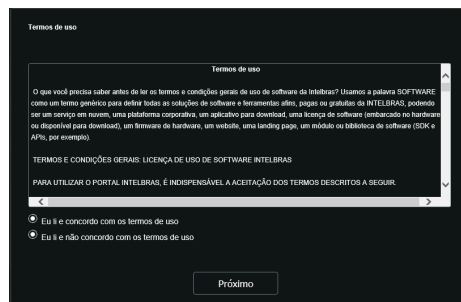 Termos de uso
Termos de uso
O que você precisa saber antes de ler os termos e condições gerais de uso de software da Intelbras? Usamos a palavra SOFTWARE
como um termo genérico para definir todas as soluções de software e ferramentas afins, pagas ou gratuitas da INTELBRAS, podendo
ser um serviço em nuvem, uma plataforma corporativa, um aplicativo para download, uma licença de software (embarcado no hardware
ou disponível para download), um firmware de hardware, um website, uma landing page, um módulo ou biblioteca de software (SDK e
APIs, por exemplo).
TERMOS E CONDIÇÕES GERAIS: LICENÇA DE USO DE SOFTWARE INTELBRAS
PARA UTILIZAR O PORTAL INTELBRAS, É INDISPENSÁVEL A ACEITAÇÃO DOS TERMOS DESCRITOS A SEGUIR.
Eu li e concordo com os termos de uso
Eu li e não concordo com os termos de uso
Próximo